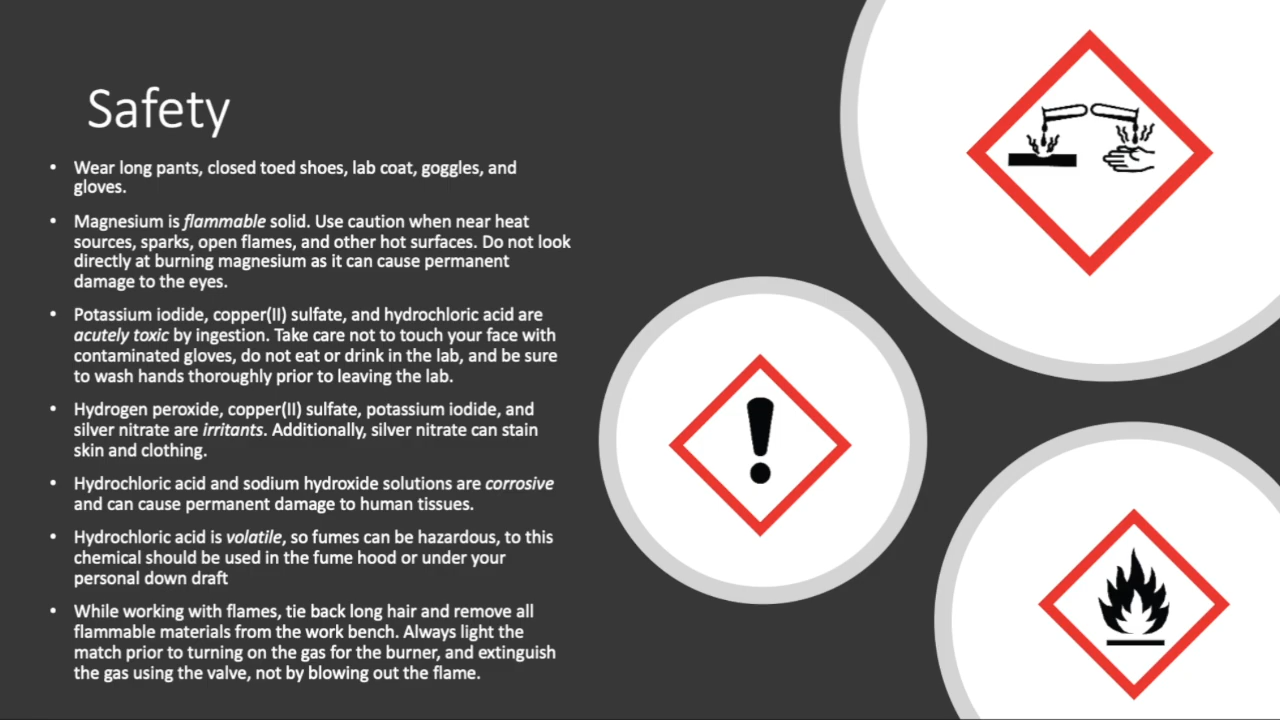 Safety
• Wear long pants, closed toed shoes, lab coat, goggles, and
gloves.
• Magnesium is flammable solid. Use caution when near heat
sources, sparks, open flames, and other hot surfaces. Do not look
directly at burning magnesium as it can cause permanent
damage to the eyes.
• Potassium iodide, copper(II) sulfate, and hydrochloric acid are
acutely toxic by ingestion. Take care not to touch your face with
contaminated gloves, do not eat or drink in the lab, and be sure
to wash hands thoroughly prior to leaving the lab.
• Hydrogen peroxide, copper(II) sulfate, potassium iodide, and
silver nitrate are irritants. Additionally, silver nitrate can stain
skin and clothing.
• Hydrochloric acid and sodium hydroxide solutions are corrosive
and can cause permanent damage to human tissues.
• Hydrochloric acid is volatile, so fumes can be hazardous, to this
chemical should be used in the fume hood or under your
personal down draft
• While working with flames, tie back long hair and remove all
flammable materials from the work bench. Always light the
match prior to turning on the gas for the burner, and extinguish
the gas using the valve, not by blowing out the flame.